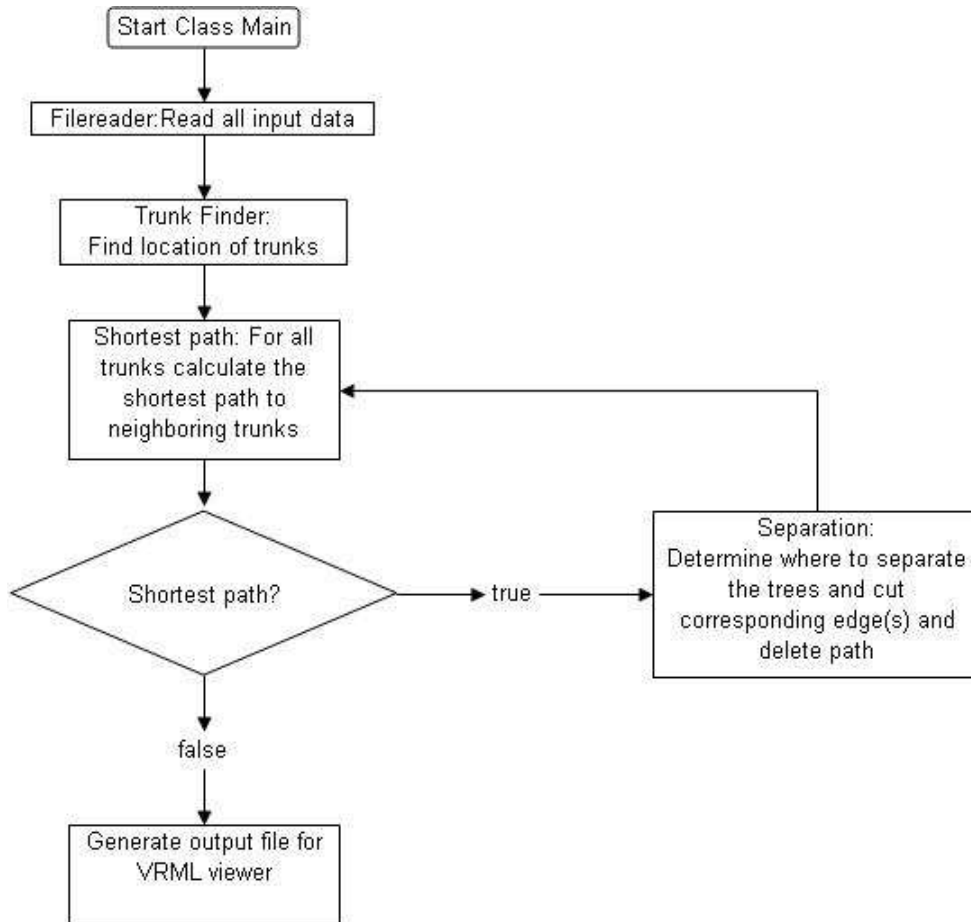 Start Class Main
Filereader:Read all input data
Trunk Finder:
Find location of trunks
Shortest path: For all
trunks calculate the
shortest path to
neighboring trunks
Shortest path?
true
Separation:
Determine where to separate
the trees and cut
corresponding edge(s) and
delete path
false
Generate output file for
VRML viewer